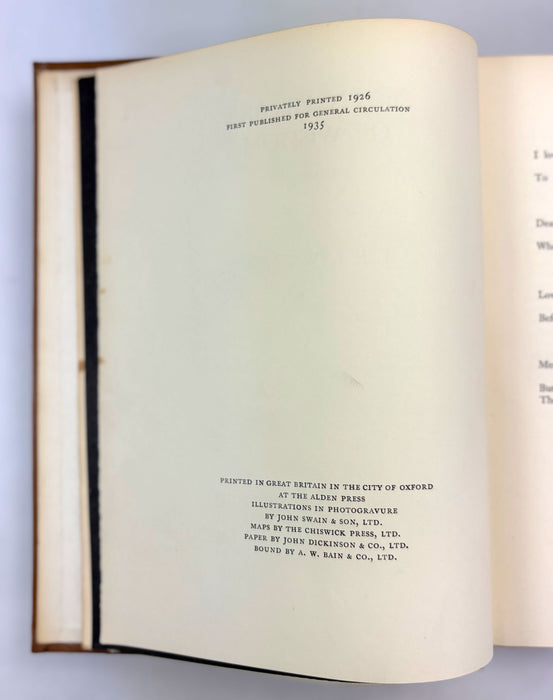 PRIVATELY PRINTED 1926
FIRST PUBLISHED FOR GENERAL CIRCULATION
1935
PRINTED IN GREAT BRITAIN IN THE CITY OF OXFORD
AT THE ALDEN PRESS
ILLUSTRATIONS IN PHOTOGRAVURE
BY JOHN SWAIN & SON, LTD.
MAPS BY THE CHISWICK PRESS, LTD.
PAPER BY JOHN DICKINSON & CO., LTD.
BOUND BY A. W. BAIN & CO., LTD.
I
To